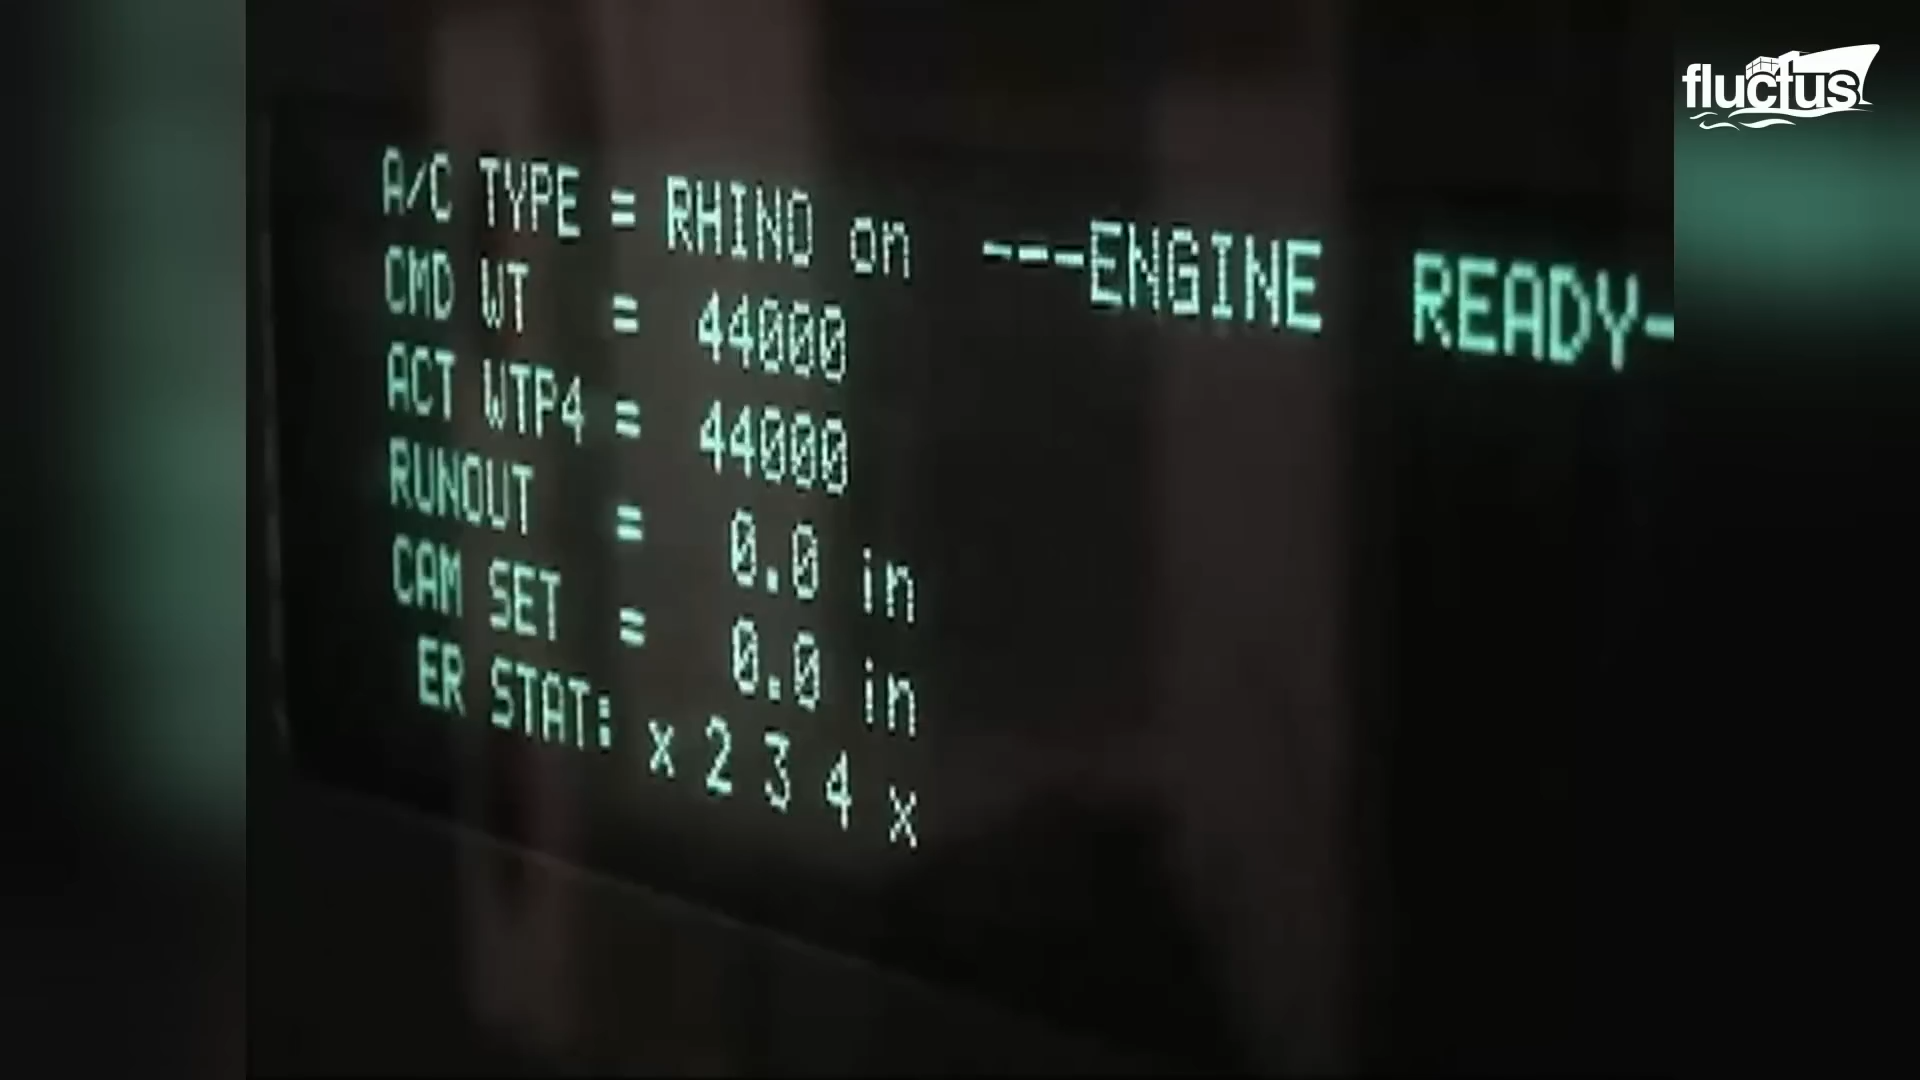 fluctus
A/C TYPE = RHINO on ---ENGINE READY-
CMD WT = 44000
ACT WTP4 = 44000
RUNOUT = 0.0 in
CAM SET = 0.0 in
ER STAT: x 2 3 4 x